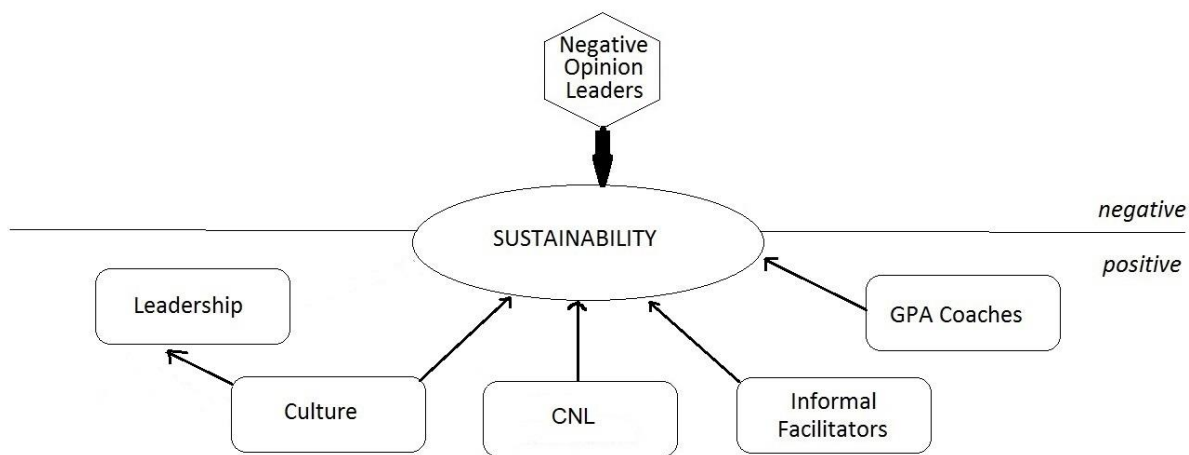 Negative
Opinion
Leaders
negative
SUSTAINABILITY
positive
Leadership
GPA Coaches
Culture
CNL
Informal
Facilitators